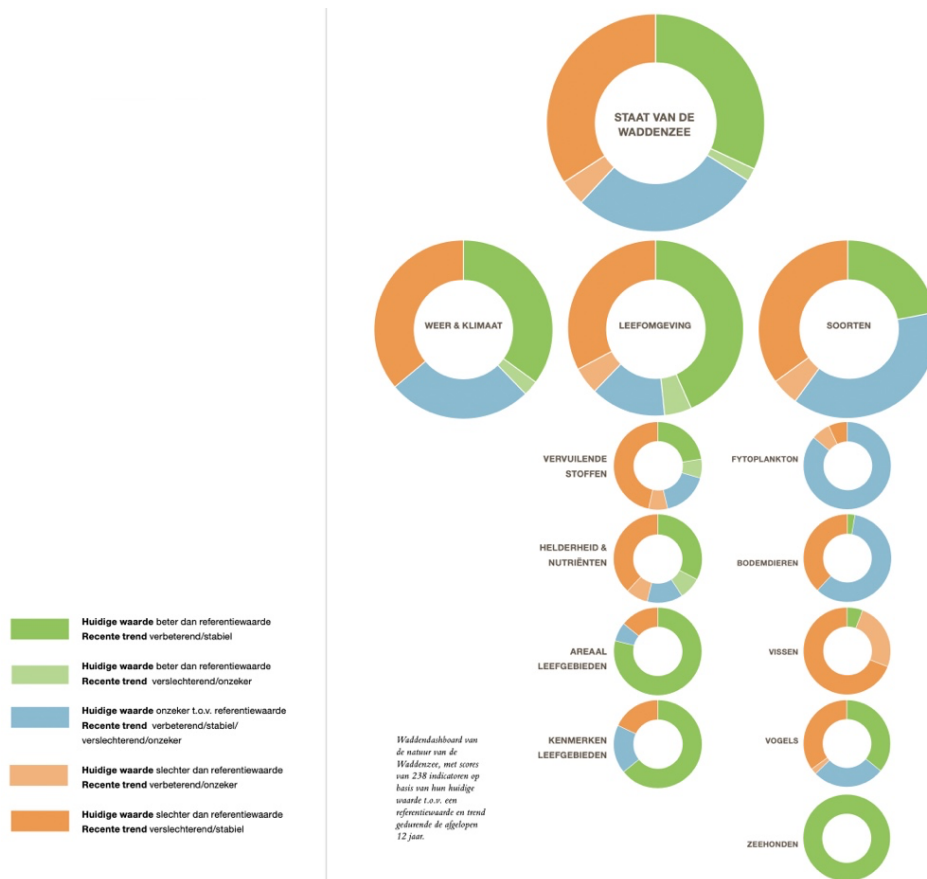 STAAT VAN DE
WADDENZEE
WEER & KLIMAAT
LEEFOMGEVING
SOORTEN
VERVUILENDE
STOFFEN
FYTOPLANKTON
HELDERHEID &
NUTRIËNTEN
BODEMDIEREN
AREAAL
LEEFGEBIEDEN
VISSEN
KENMERKEN
LEEFGEBIEDEN
VOGELS
ZEEHONDEN
Huidige waarde beter dan referentiewaarde
Recente trend verbeterend/stabiel
Huidige waarde beter dan referentiewaarde
Recente trend verslechterend/onzeker
Huidige waarde onzeker t.o.v. referentiewaarde
Recente trend verbeterend/stabiel/
verslechterend/onzeker
Huidige waarde slechter dan referentiewaarde
Recente trend verbeterend/onzeker
Huidige waarde slechter dan referentiewaarde
Recente trend verslechterend/stabiel
Waddendashboard van
de natuur van de
Waddenzee, met scores
van 238 indicatoren op
basis van hun huidige
waarde t.o.v. een
referentiewaarde en trend
gedurende de afgelopen
12 jaar.